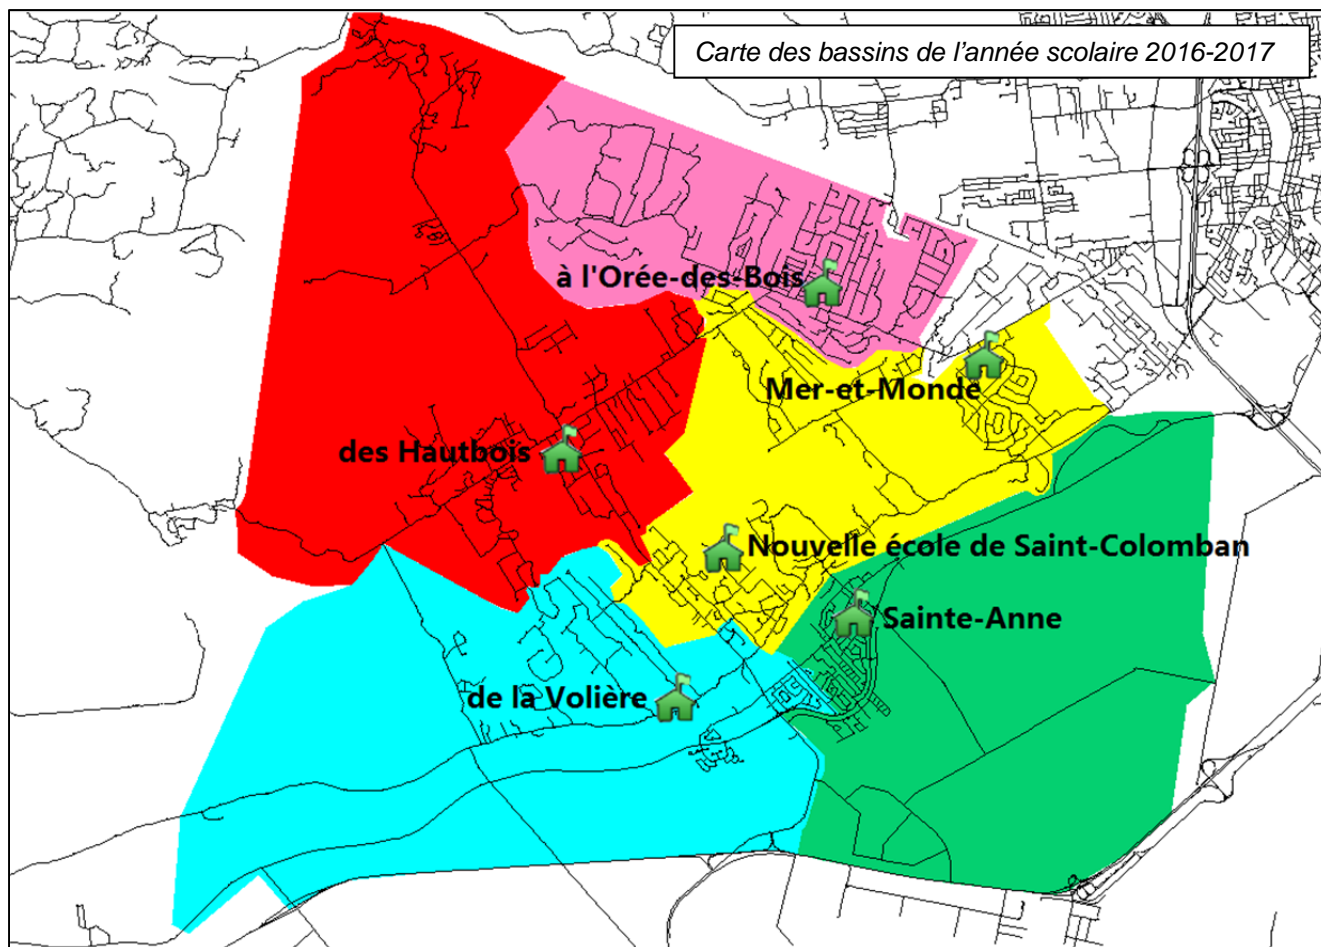 Carte des bassins de l'année scolaire 2016-2017
à l'Orée-des-Bois
Mer-et-Monde
des Hautbois
Nouvelle école de Saint-Colomban
Sainte-Anne
de la Volière